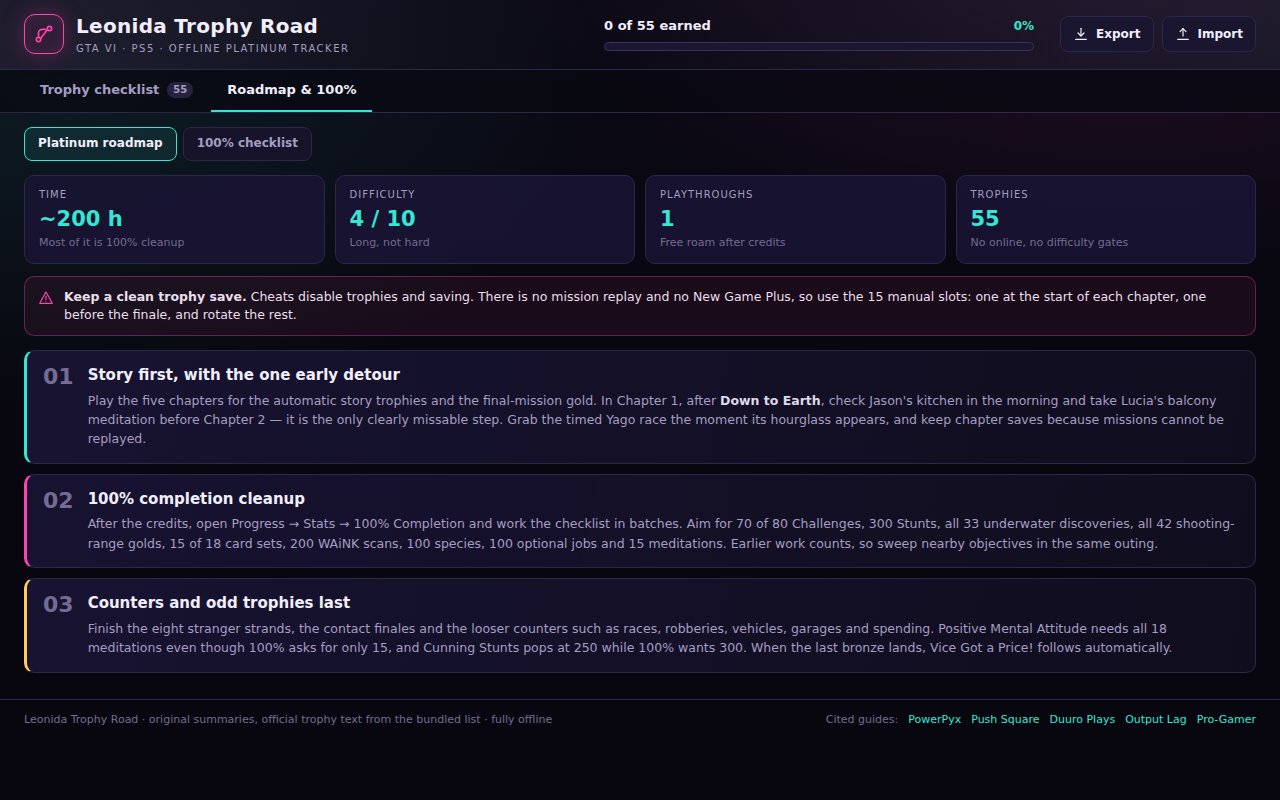 Leonida Trophy Road
GTA VI · PS5 · OFFLINE PLATINUM TRACKER
0 of 55 earned
0%
Export
Import
Trophy checklist 55
Roadmap & 100%
Platinum roadmap
100% checklist
TIME
~200 h
Most of it is 100% cleanup
DIFFICULTY
4 / 10
Long, not hard
PLAYTHROUGHS
1
Free roam after credits
TROPHIES
55
No online, no difficulty gates
Keep a clean trophy save. Cheats disable trophies and saving. There is no mission replay and no New Game Plus, so use the 15 manual slots: one at the start of each chapter, one
before the finale, and rotate the rest.
01
Story first, with the one early detour
Play the five chapters for the automatic story trophies and the final-mission gold. In Chapter 1, after Down to Earth, check Jason's kitchen in the morning and take Lucia's balcony
meditation before Chapter 2 — it is the only clearly missable step. Grab the timed Yago race the moment its hourglass appears, and keep chapter saves because missions cannot be
replayed.
02
100% completion cleanup
After the credits, open Progress → Stats → 100% Completion and work the checklist in batches. Aim for 70 of 80 Challenges, 300 Stunts, all 33 underwater discoveries, all 42 shooting-
range golds, 15 of 18 card sets, 200 WAiNK scans, 100 species, 100 optional jobs and 15 meditations. Earlier work counts, so sweep nearby objectives in the same outing.
03
Counters and odd trophies last
Finish the eight stranger strands, the contact finales and the looser counters such as races, robberies, vehicles, garages and spending. Positive Mental Attitude needs all 18
meditations even though 100% asks for only 15, and Cunning Stunts pops at 250 while 100% wants 300. When the last bronze lands, Vice Got a Price! follows automatically.
Leonida Trophy Road · original summaries, official trophy text from the bundled list · fully offline
Cited guides: PowerPyx Push Square Duuro Plays Output Lag Pro-Gamer